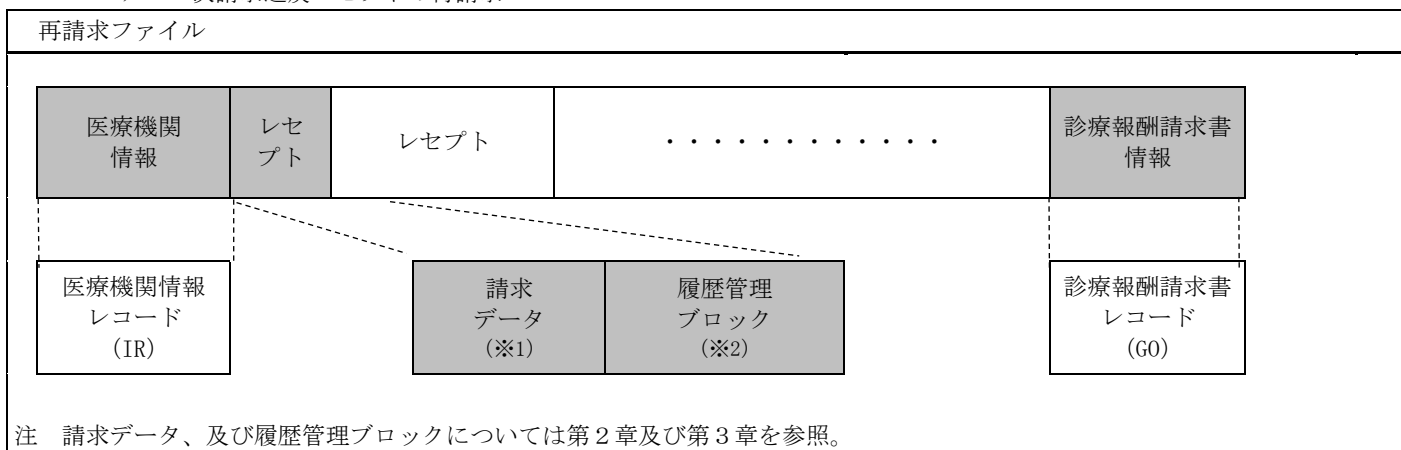 再請求ファイル
医療機関
情報
レセ
プト
レセプト
・・・・・・・・・・・・
診療報酬請求書
情報
医療機関情報
レコード
(IR)
請求
データ
(※1)
履歴管理
ブロック
(※2)
診療報酬請求書
レコード
(GO)
注　請求データ、及び履歴管理ブロックについては第２章及び第３章を参照。